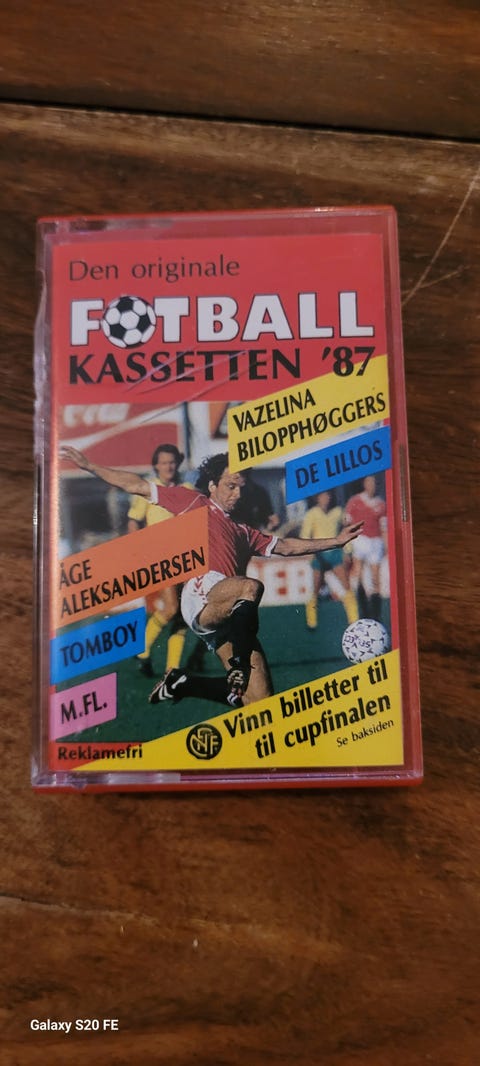 Den originale
FOTBALL
KASSETTEN '87
VAZELINA
BILOPPHØGGERS
DE LILLOS
ÅGE
ALEKSANDERSEN
TOMBOY
M.FL.
Reklamefri
NFF
Vinn billetter til
til cupfinalen
Se baksiden
Galaxy S20 FE